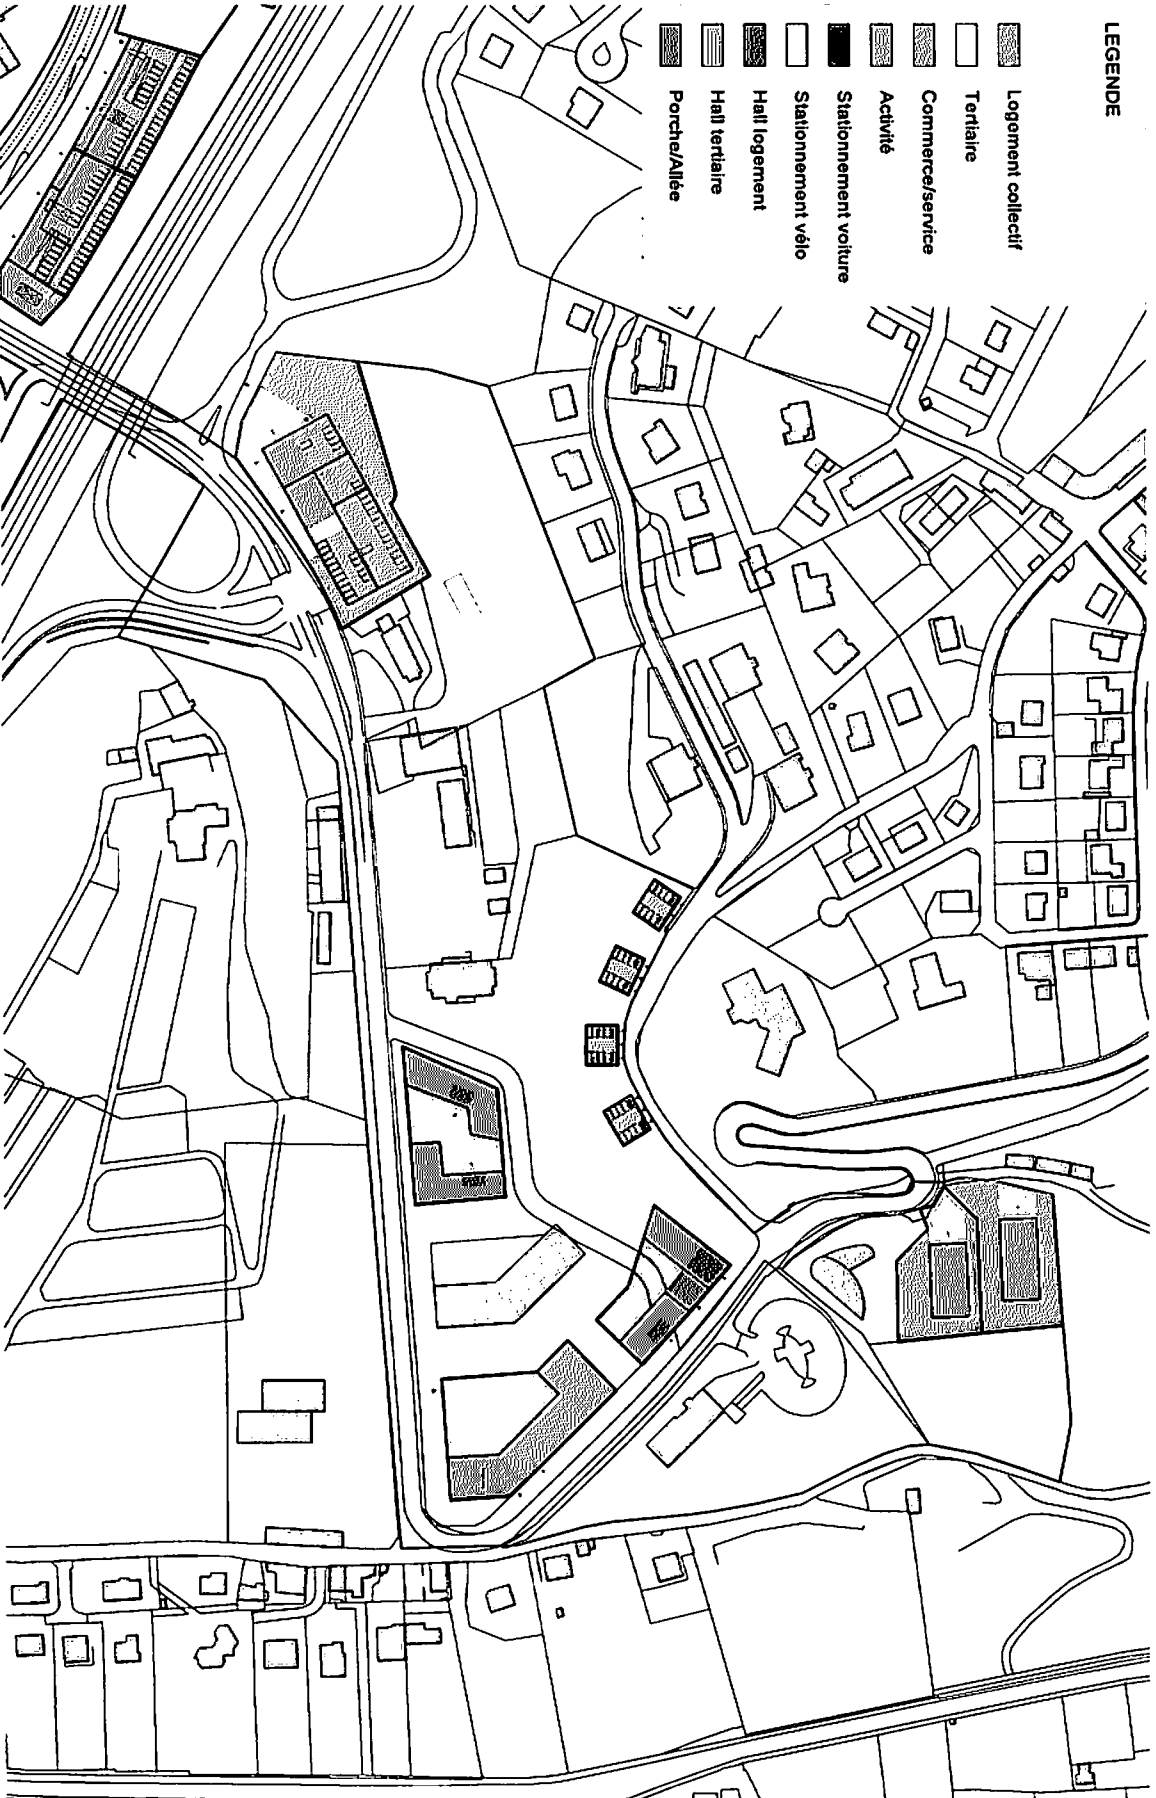 LEGENDE
Logement collectif
Tertiaire
Commerce/service
Activité
Stationnement voiture
Stationnement vélo
Hall logement
Hall tertiaire
Porche/Allée